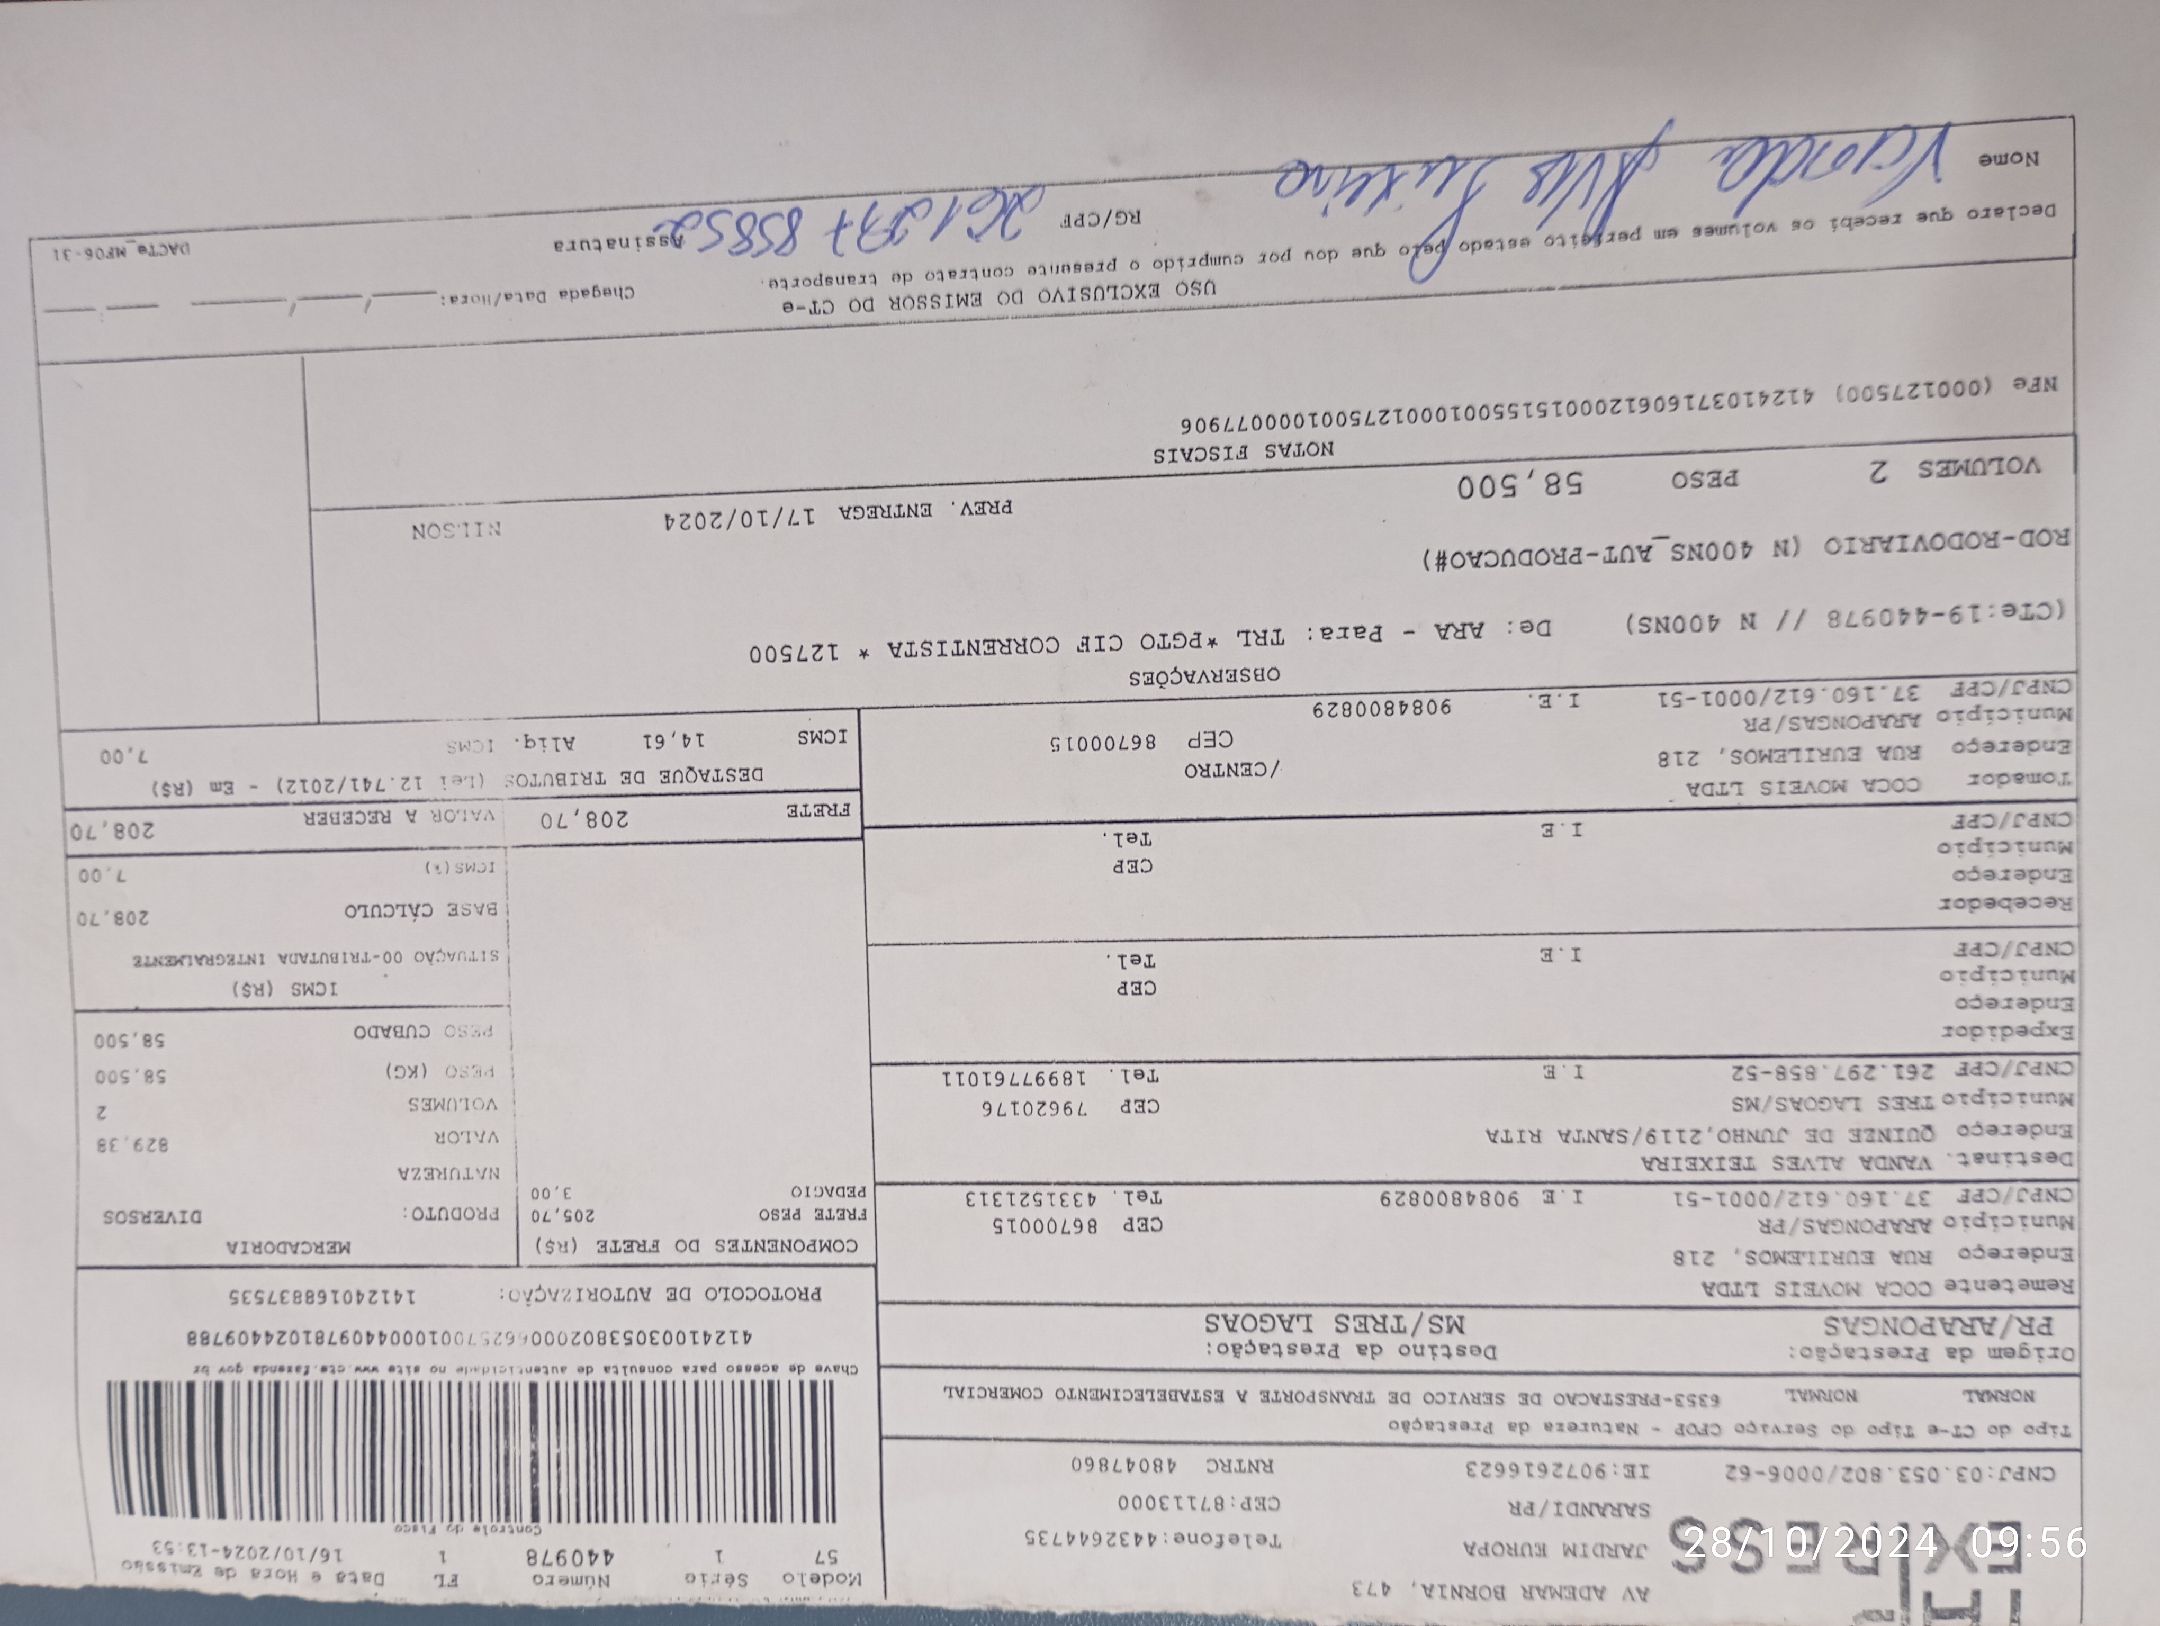 28/10/2024 09:56
EXPRESS
AV ADEMAR BORNIA, 473
JARDIM EUROPA Telefone:4432644735
SARANDI/PR CEP:87113000
CNPJ:03.053.802/0006-62 IE:9072616623 RNTRC 48047860
Modelo Série Número FL Data e Hora de Emissão
57 1 440978 1 16/10/2024-13:53
Controle do Fisco
Chave de acesso para consulta de autenticidade no site www.cte.fazenda.gov.br
41241003053802000662570010004409781024409788
PROTOCOLO DE AUTORIZAÇÃO: 141240168837535
Tipo do CT-e Tipo do Serviço CFOP - Natureza da Prestação
NORMAL NORMAL 6353-PRESTACAO DE SERVICO DE TRANSPORTE A ESTABELECIMENTO COMERCIAL
Origem da Prestação: Destino da Prestação:
PR/ARAPONGAS MS/TRES LAGOAS
Remetente COCA MOVEIS LTDA
Endereço RUA EURILEMOS, 218
Município ARAPONGAS/PR CEP 86700015
CNPJ/CPF 37.160.612/0001-51 I.E 9084800829 Tel. 4331521313
Destinat. VANDA ALVES TEIXEIRA
Endereço QUINZE DE JUNHO,2119/SANTA RITA
Município TRES LAGOAS/MS CEP 79620176
CNPJ/CPF 261.297.858-52 I.E Tel. 18997761011
Expedidor
Endereço
Município CEP
CNPJ/CPF I.E Tel.
Recebedor
Endereço
Município CEP
CNPJ/CPF I.E Tel.
Tomador COCA MOVEIS LTDA
Endereço RUA EURILEMOS, 218 /CENTRO
Município ARAPONGAS/PR CEP 86700015
CNPJ/CPF 37.160.612/0001-51 I.E. 9084800829
COMPONENTES DO FRETE (R$)
FRETE PESO 205,70
PEDAGIO 3,00
MERCADORIA
PRODUTO: DIVERSOS
NATUREZA
VALOR 829,38
VOLUMES 2
PESO (KG) 58,500
PESO CUBADO 58,500
ICMS (R$)
SITUAÇÃO 00-TRIBUTADA INTEGRALMENTE
BASE CÁLCULO 208,70
ICMS(%) 7,00
FRETE 208,70 VALOR A RECEBER 208,70
DESTAQUE DE TRIBUTOS (Lei 12.741/2012) - Em (R$)
ICMS 14,61 Aliq. ICMS 7,00
OBSERVAÇÕES
(CTe:19-440978 // N 400NS) De: ARA - Para: TRL *PGTO CIF CORRENTISTA * 127500
ROD-RODOVIARIO (N 400NS_AUT-PRODUCAO#)
PREV. ENTREGA 17/10/2024 NILSON
VOLUMES 2 PESO 58,500
NOTAS FISCAIS
NFe (000127500) 41241037160612000151550010001275001000077906
USO EXCLUSIVO DO EMISSOR DO CT-e
Chegada Data/Hora: ____/____/______ ____:____
Declaro que recebi os volumes em perfeito estado pelo que dou por cumprido o presente contrato de transporte.
Nome Vanda Alves Teixeira RG/CPF 261297 85852 Assinatura DACTe_MF06-31